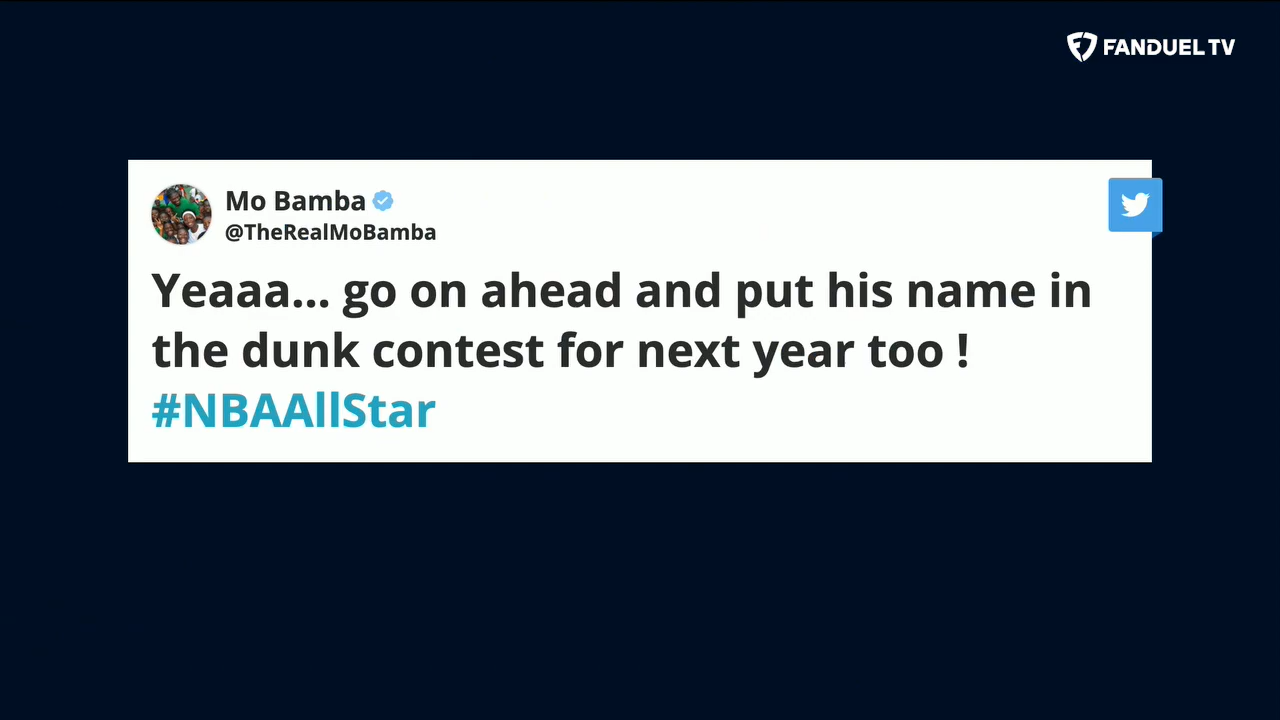 FANDUEL TV
Mo Bamba
@TheRealMoBamba
Yeaaa... go on ahead and put his name in
the dunk contest for next year too !
#NBAAllStar